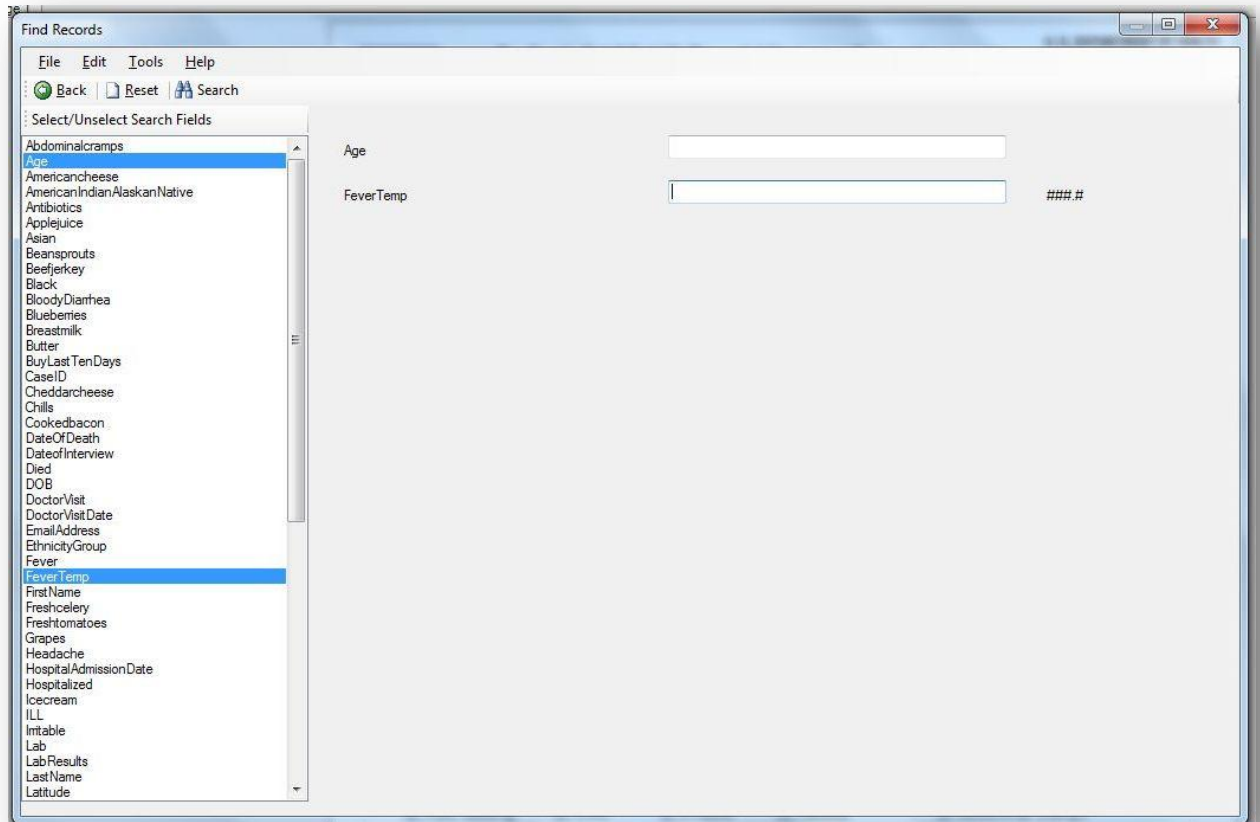 Find Records
File Edit Tools Help
Back Reset Search
Select/Unselect Search Fields
Abdominalcramps
Age
Americancheese
AmericanIndianAlaskanNative
Antibiotics
Applejuice
Asian
Beansprouts
Beefjerkey
Black
BloodyDiarrhea
Blueberries
Breastmilk
Butter
BuyLastTenDays
CaseID
Cheddarcheese
Chills
Cookedbacon
DateOfDeath
DateofInterview
Died
DOB
DoctorVisit
DoctorVisitDate
EmailAddress
EthnicityGroup
Fever
FeverTemp
FirstName
Freshcelery
Freshtomatoes
Grapes
Headache
HospitalAdmissionDate
Hospitalized
Icecream
ILL
Irritable
Lab
LabResults
LastName
Latitude
Age
FeverTemp ###.#